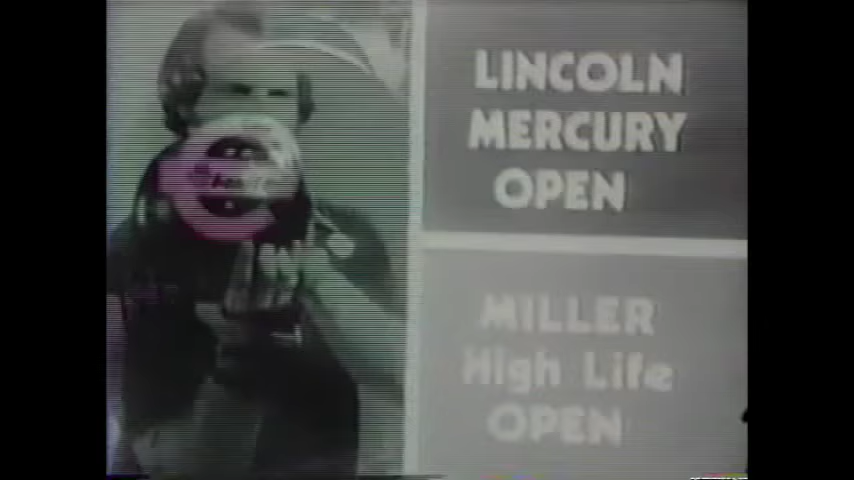 LINCOLN
MERCURY
OPEN
MILLER
High Life
OPEN